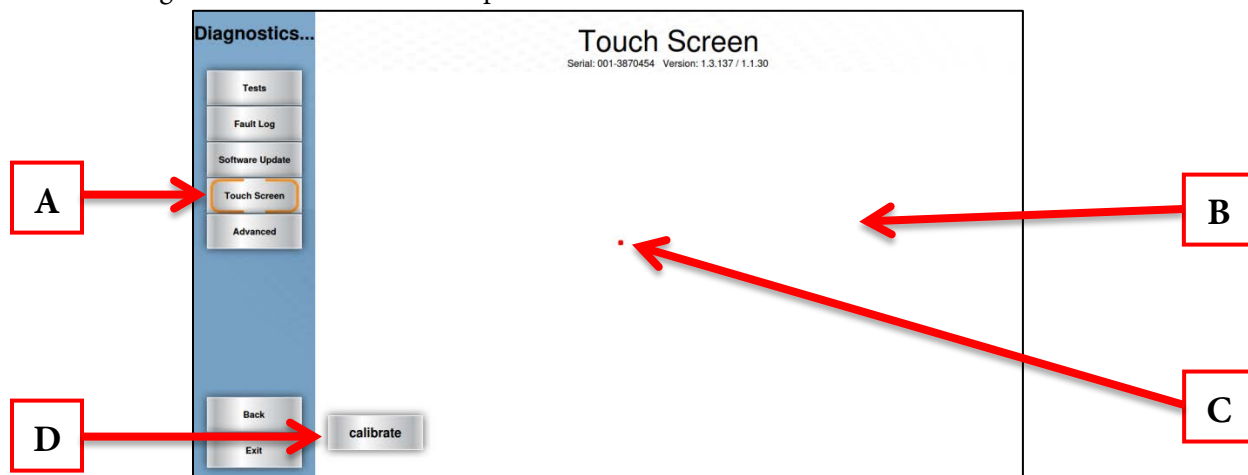 Diagnostics...
Touch Screen
Serial: 001-3870454 Version: 1.3.137 / 1.1.30
Tests
Fault Log
Software Update
Touch Screen
Advanced
A
B
C
Back
D
calibrate
Exit